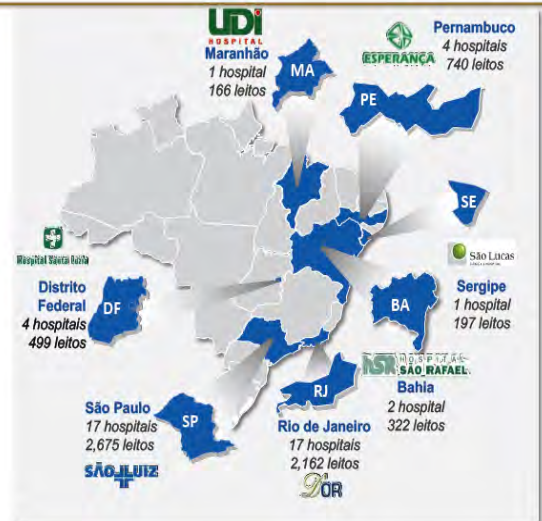 UDI
HOSPITAL
Maranhão
1 hospital
166 leitos
MA
ESPERANÇA
Pernambuco
4 hospitais
740 leitos
PE
SE
São Lucas
Sergipe
1 hospital
197 leitos
Distrito
Federal
4 hospitais
499 leitos
DF
BA
HSR HOSPITAL
SÃO RAFAEL
Bahia
2 hospital
322 leitos
São Paulo
17 hospitais
2,675 leitos
SP
SÃO LUIZ
RJ
Rio de Janeiro
17 hospitais
2,162 leitos
D'OR